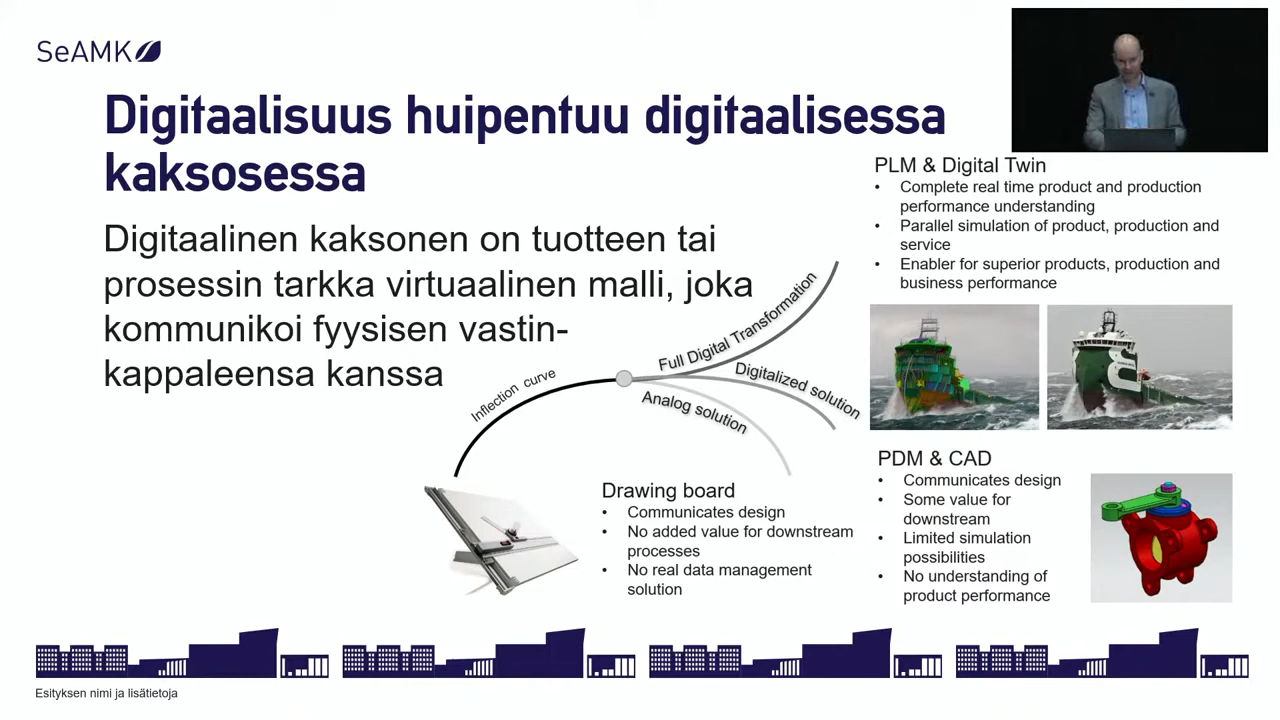 SeAMK
Digitaalisuus huipentuu digitaalisessa
kaksosessa
Digitaalinen kaksonen on tuotteen tai
prosessin tarkka virtuaalinen malli, joka
kommunikoi fyysisen vastin-
kappaleensa kanssa
PLM & Digital Twin
• Complete real time product and production
performance understanding
• Parallel simulation of product, production and
service
• Enabler for superior products, production and
business performance
Inflection curve
Full Digital Transformation
Digitalized solution
Analog solution
Drawing board
• Communicates design
• No added value for downstream
processes
• No real data management
solution
PDM & CAD
• Communicates design
• Some value for
downstream
• Limited simulation
possibilities
• No understanding of
product performance
Esityksen nimi ja lisätietoja